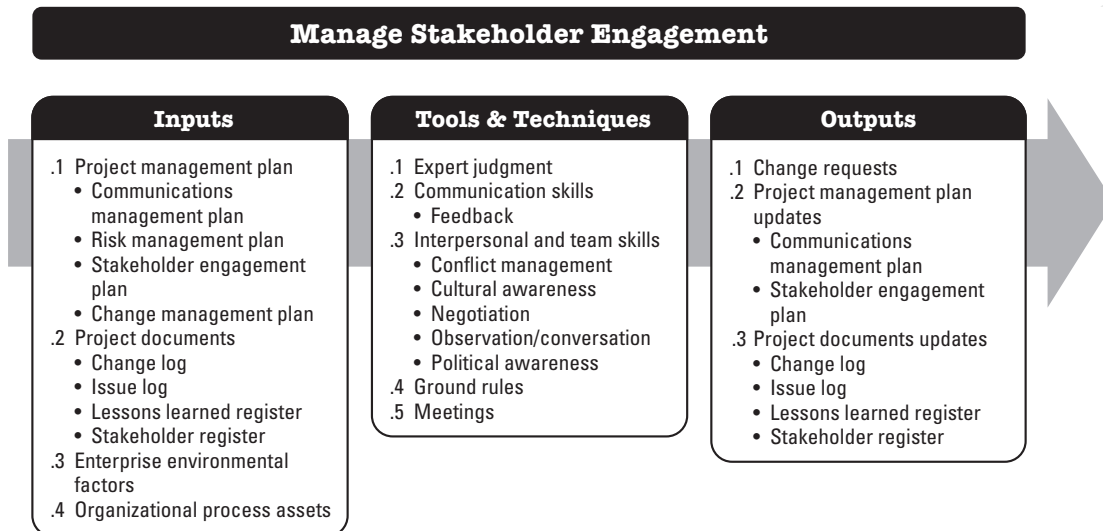 Manage Stakeholder Engagement
Inputs
.1 Project management plan
• Communications
management plan
• Risk management plan
• Stakeholder engagement
plan
• Change management plan
.2 Project documents
• Change log
• Issue log
• Lessons learned register
• Stakeholder register
.3 Enterprise environmental
factors
.4 Organizational process assets
Tools & Techniques
.1 Expert judgment
.2 Communication skills
• Feedback
.3 Interpersonal and team skills
• Conflict management
• Cultural awareness
• Negotiation
• Observation/conversation
• Political awareness
.4 Ground rules
.5 Meetings
Outputs
.1 Change requests
.2 Project management plan
updates
• Communications
management plan
• Stakeholder engagement
plan
.3 Project documents updates
• Change log
• Issue log
• Lessons learned register
• Stakeholder register